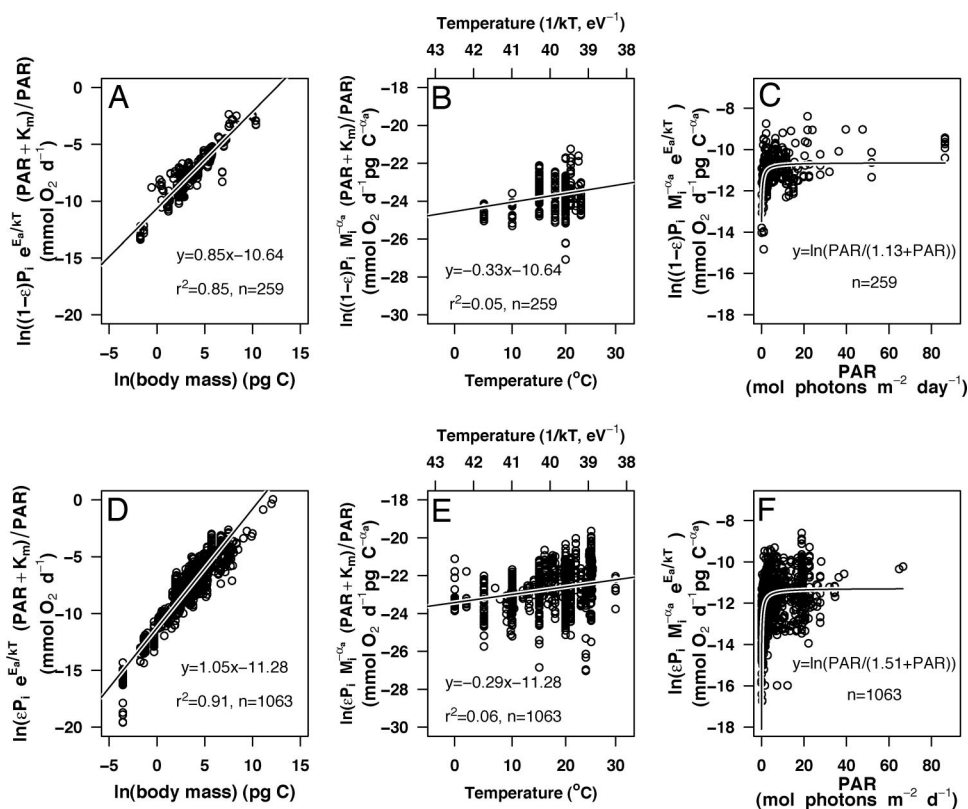 A
ln((1−ε)Pᵢ e^{Ea/kT} (PAR+Kₘ)/PAR)
(mmol O₂ d⁻¹)
0
−5
−10
−15
−20
y=0.85x−10.64
r²=0.85, n=259
−5 0 5 10 15
ln(body mass) (pg C)
Temperature (1/kT, eV⁻¹)
43 42 41 40 39 38
B
ln((1−ε)Pᵢ Mᵢ^{−αa} (PAR+Kₘ)/PAR)
(mmol O₂ d⁻¹pg C^{−αa})
−18
−20
−22
−24
−26
−28
−30
y=−0.33x−10.64
r²=0.05, n=259
0 10 20 30
Temperature (°C)
C
ln((1−ε)Pᵢ Mᵢ^{−αa} e^{Ea/kT})
(mmol O₂ d⁻¹pg C^{−αa})
−8
−10
−12
−14
−16
−18
y=ln(PAR/(1.13+PAR))
n=259
0 20 40 60 80
PAR
(mol photons m⁻² day⁻¹)
D
ln(εPᵢ e^{Ea/kT} (PAR+Kₘ)/PAR)
(mmol O₂ d⁻¹)
0
−5
−10
−15
−20
y=1.05x−11.28
r²=0.91, n=1063
−5 0 5 10 15
ln(body mass) (pg C)
Temperature (1/kT, eV⁻¹)
43 42 41 40 39 38
E
ln(εPᵢ Mᵢ^{−αa} (PAR+Kₘ)/PAR)
(mmol O₂ d⁻¹pg C^{−αa})
−18
−20
−22
−24
−26
−28
−30
y=−0.29x−11.28
r²=0.06, n=1063
0 10 20 30
Temperature (°C)
F
ln(εPᵢ Mᵢ^{−αa} e^{Ea/kT})
(mmol O₂ d⁻¹pg C^{−αa})
−8
−10
−12
−14
−16
−18
y=ln(PAR/(1.51+PAR))
n=1063
0 20 40 60 80
PAR
(mol photons m⁻² d⁻¹)